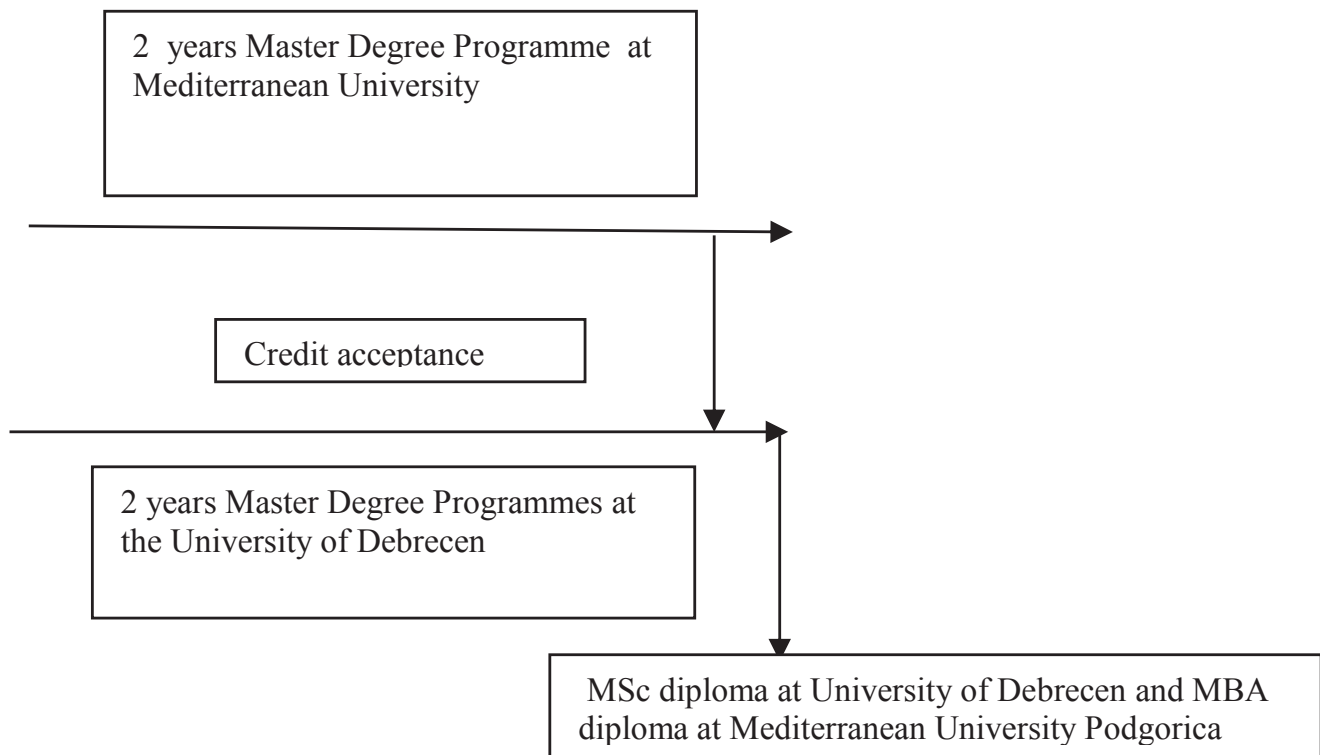 2 years Master Degree Programme at
Mediterranean University
Credit acceptance
2 years Master Degree Programmes at
the University of Debrecen
MSc diploma at University of Debrecen and MBA
diploma at Mediterranean University Podgorica